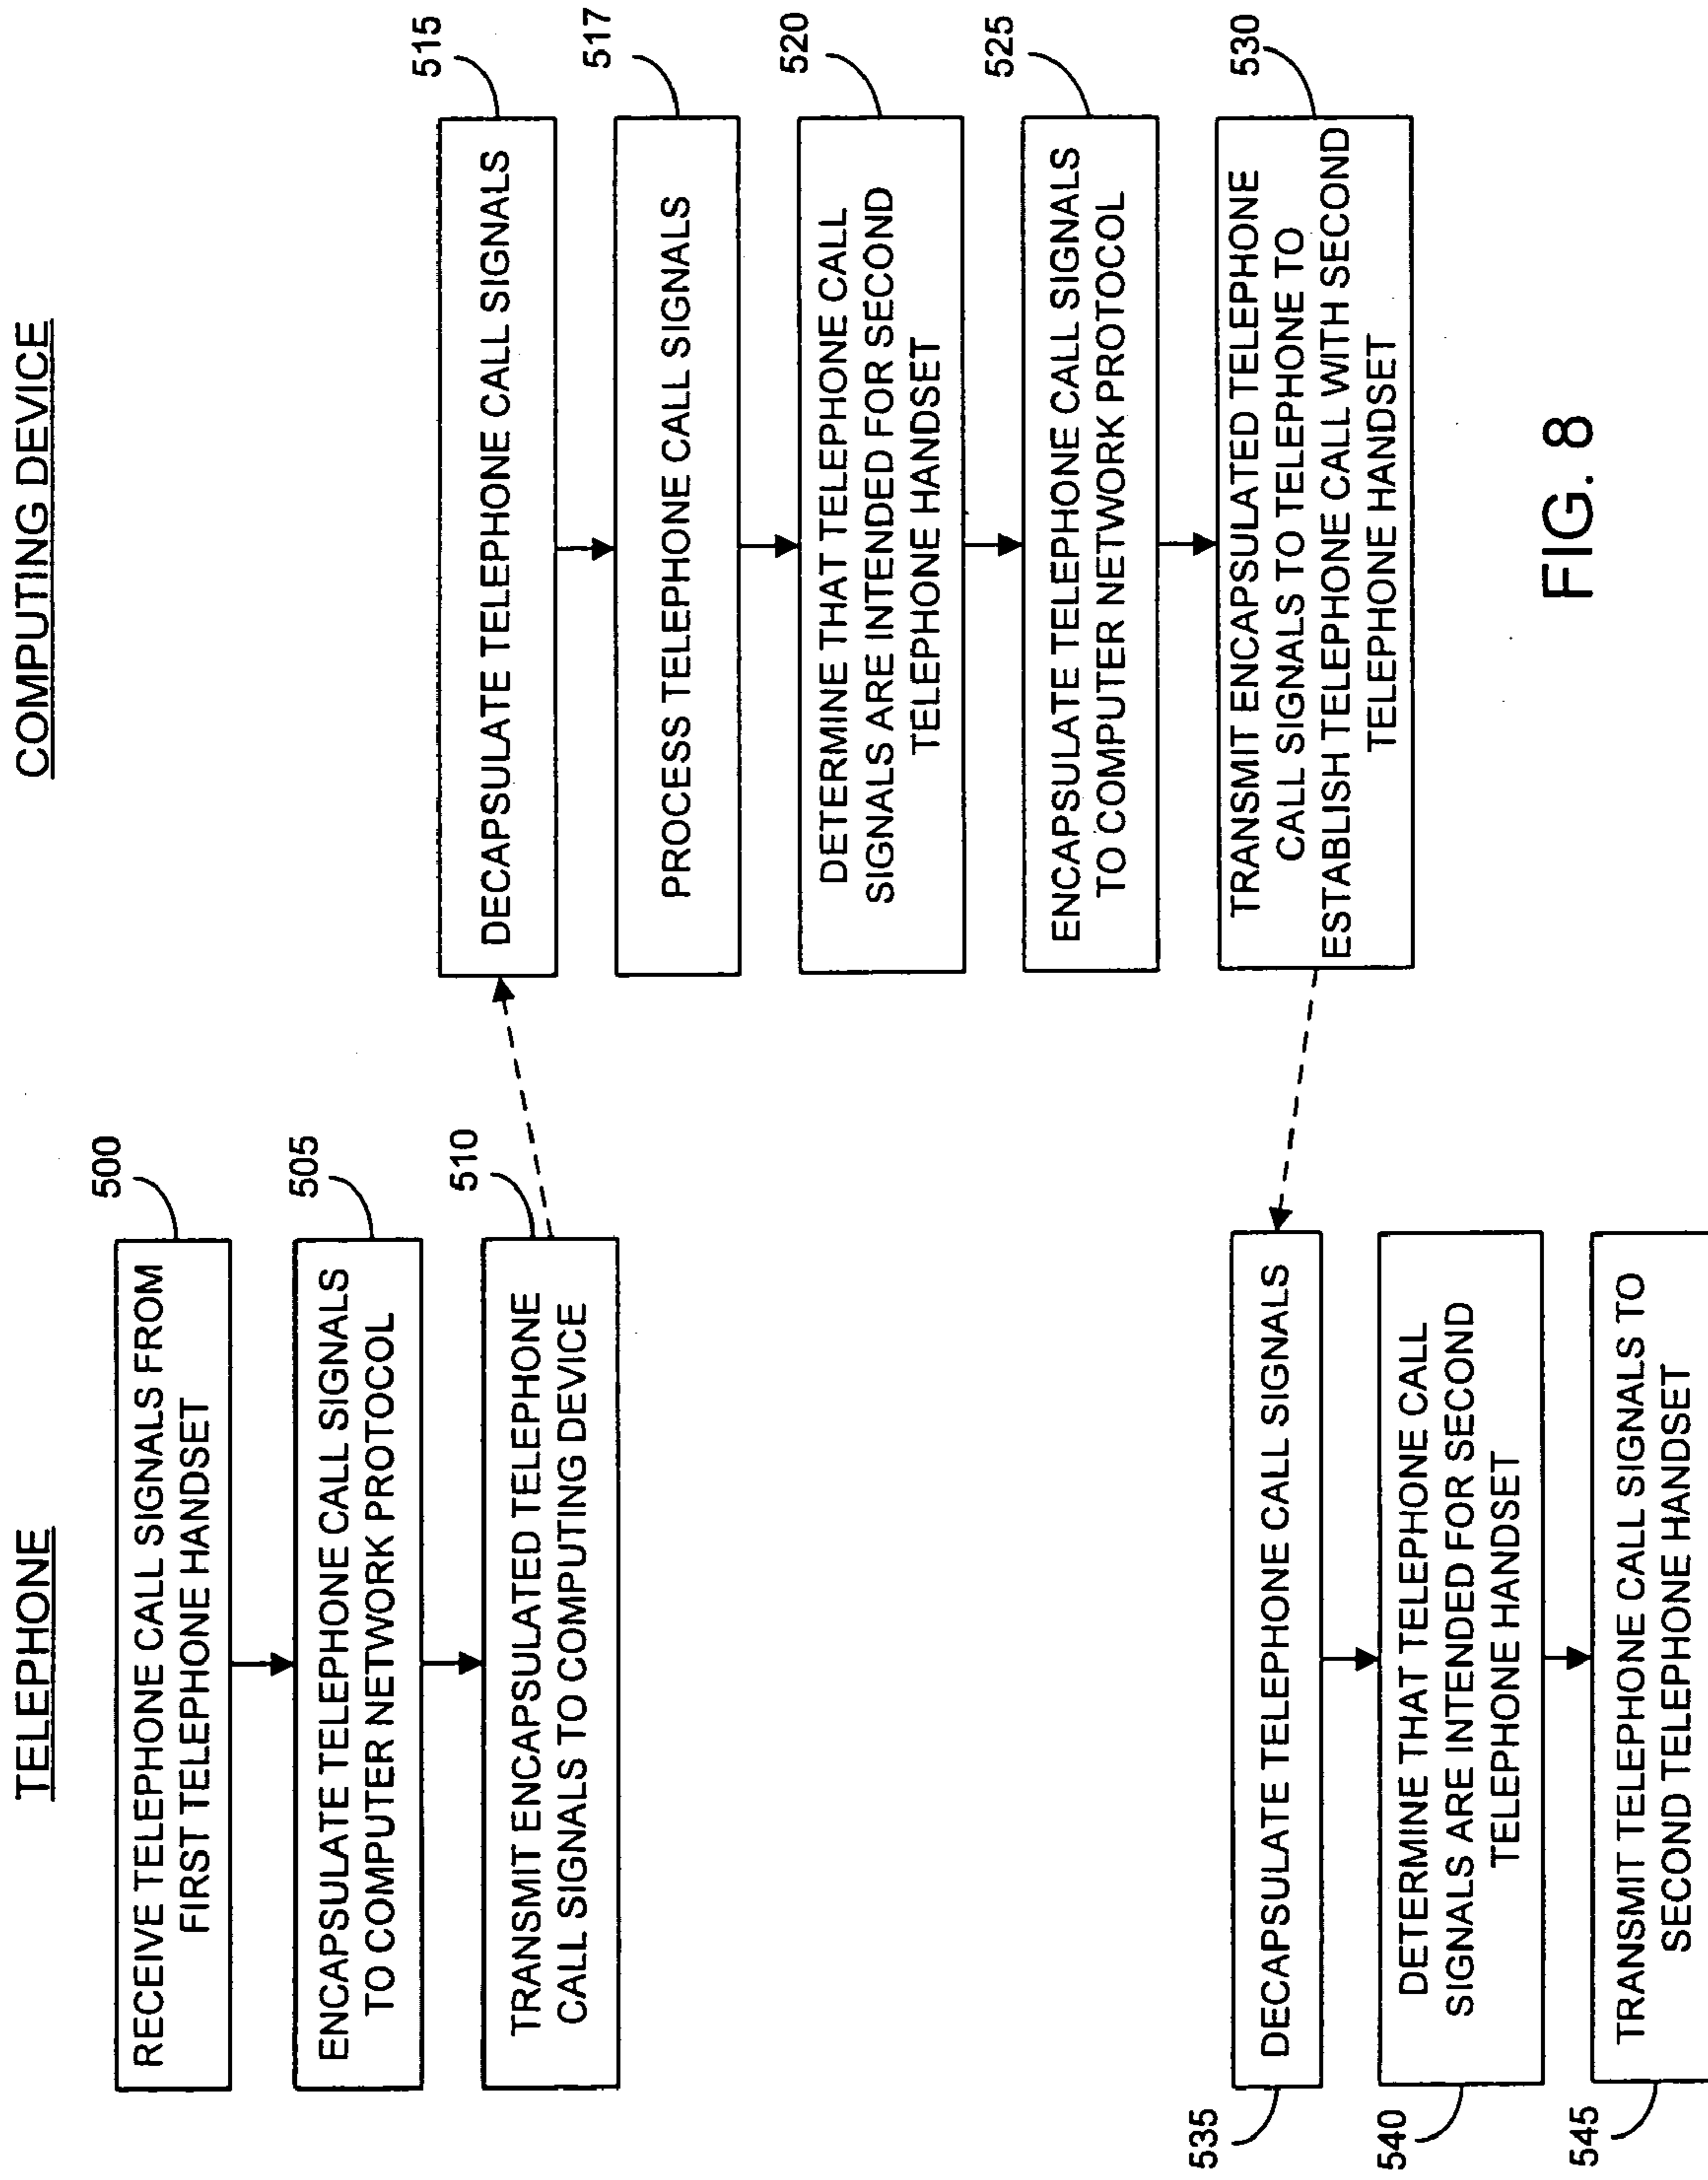 TELEPHONE
COMPUTING DEVICE
500
RECEIVE TELEPHONE CALL SIGNALS FROM
FIRST TELEPHONE HANDSET
505
ENCAPSULATE TELEPHONE CALL SIGNALS
TO COMPUTER NETWORK PROTOCOL
510
TRANSMIT ENCAPSULATED TELEPHONE
CALL SIGNALS TO COMPUTING DEVICE
515
DECAPSULATE TELEPHONE CALL SIGNALS
517
PROCESS TELEPHONE CALL SIGNALS
520
DETERMINE THAT TELEPHONE CALL
SIGNALS ARE INTENDED FOR SECOND
TELEPHONE HANDSET
525
ENCAPSULATE TELEPHONE CALL SIGNALS
TO COMPUTER NETWORK PROTOCOL
530
TRANSMIT ENCAPSULATED TELEPHONE
CALL SIGNALS TO TELEPHONE TO
ESTABLISH TELEPHONE CALL WITH SECOND
TELEPHONE HANDSET
535
DECAPSULATE TELEPHONE CALL SIGNALS
540
DETERMINE THAT TELEPHONE CALL
SIGNALS ARE INTENDED FOR SECOND
TELEPHONE HANDSET
545
TRANSMIT TELEPHONE CALL SIGNALS TO
SECOND TELEPHONE HANDSET
FIG. 8